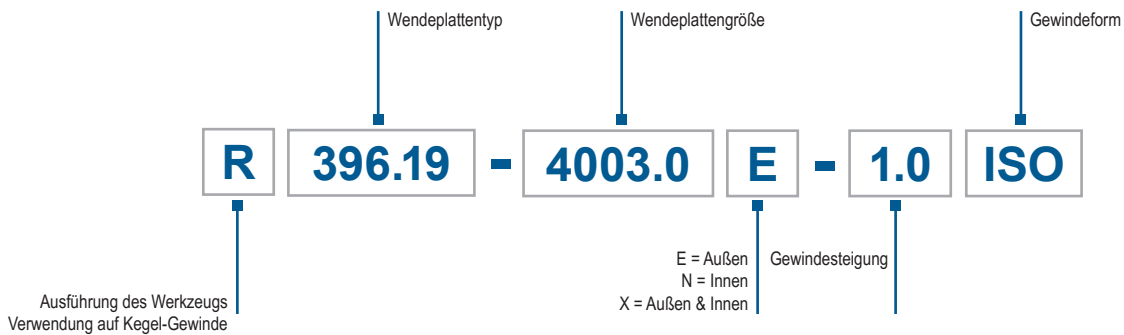 Wendeplattentyp
Wendeplattengröße
Gewindeform
R 396.19 - 4003.0 E - 1.0 ISO
E = Außen
N = Innen
X = Außen & Innen
Gewindesteigung
Ausführung des Werkzeugs
Verwendung auf Kegel-Gewinde